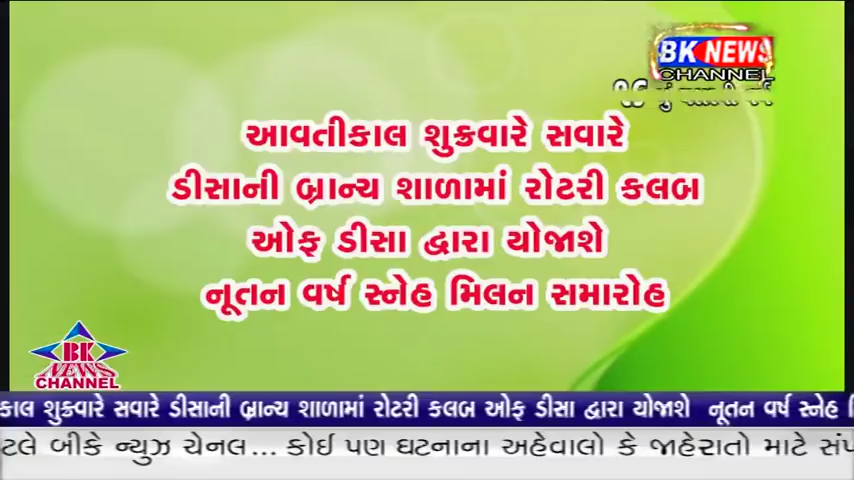 BK NEWS
CHANNEL
આવતીકાલ શુક્રવારે સવારે
ડીસાની બ્રાન્ચ શાળામાં રોટરી કલબ
ઓફ ડીસા દ્વારા યોજાશે
નૂતન વર્ષ સ્નેહ મિલન સમારોહ
BK
NEWS
CHANNEL
કાલ શુક્રવારે સવારે ડીસાની બ્રાન્ચ શાળામાં રોટરી કલબ ઓફ ડીસા દ્વારા યોજાશે નૂતન વર્ષ સ્નેહ
ટલે બીકે ન્યુઝ ચેનલ... કોઈ પણ ઘટનાના અહેવાલો કે જાહેરાતો માટે સંપ